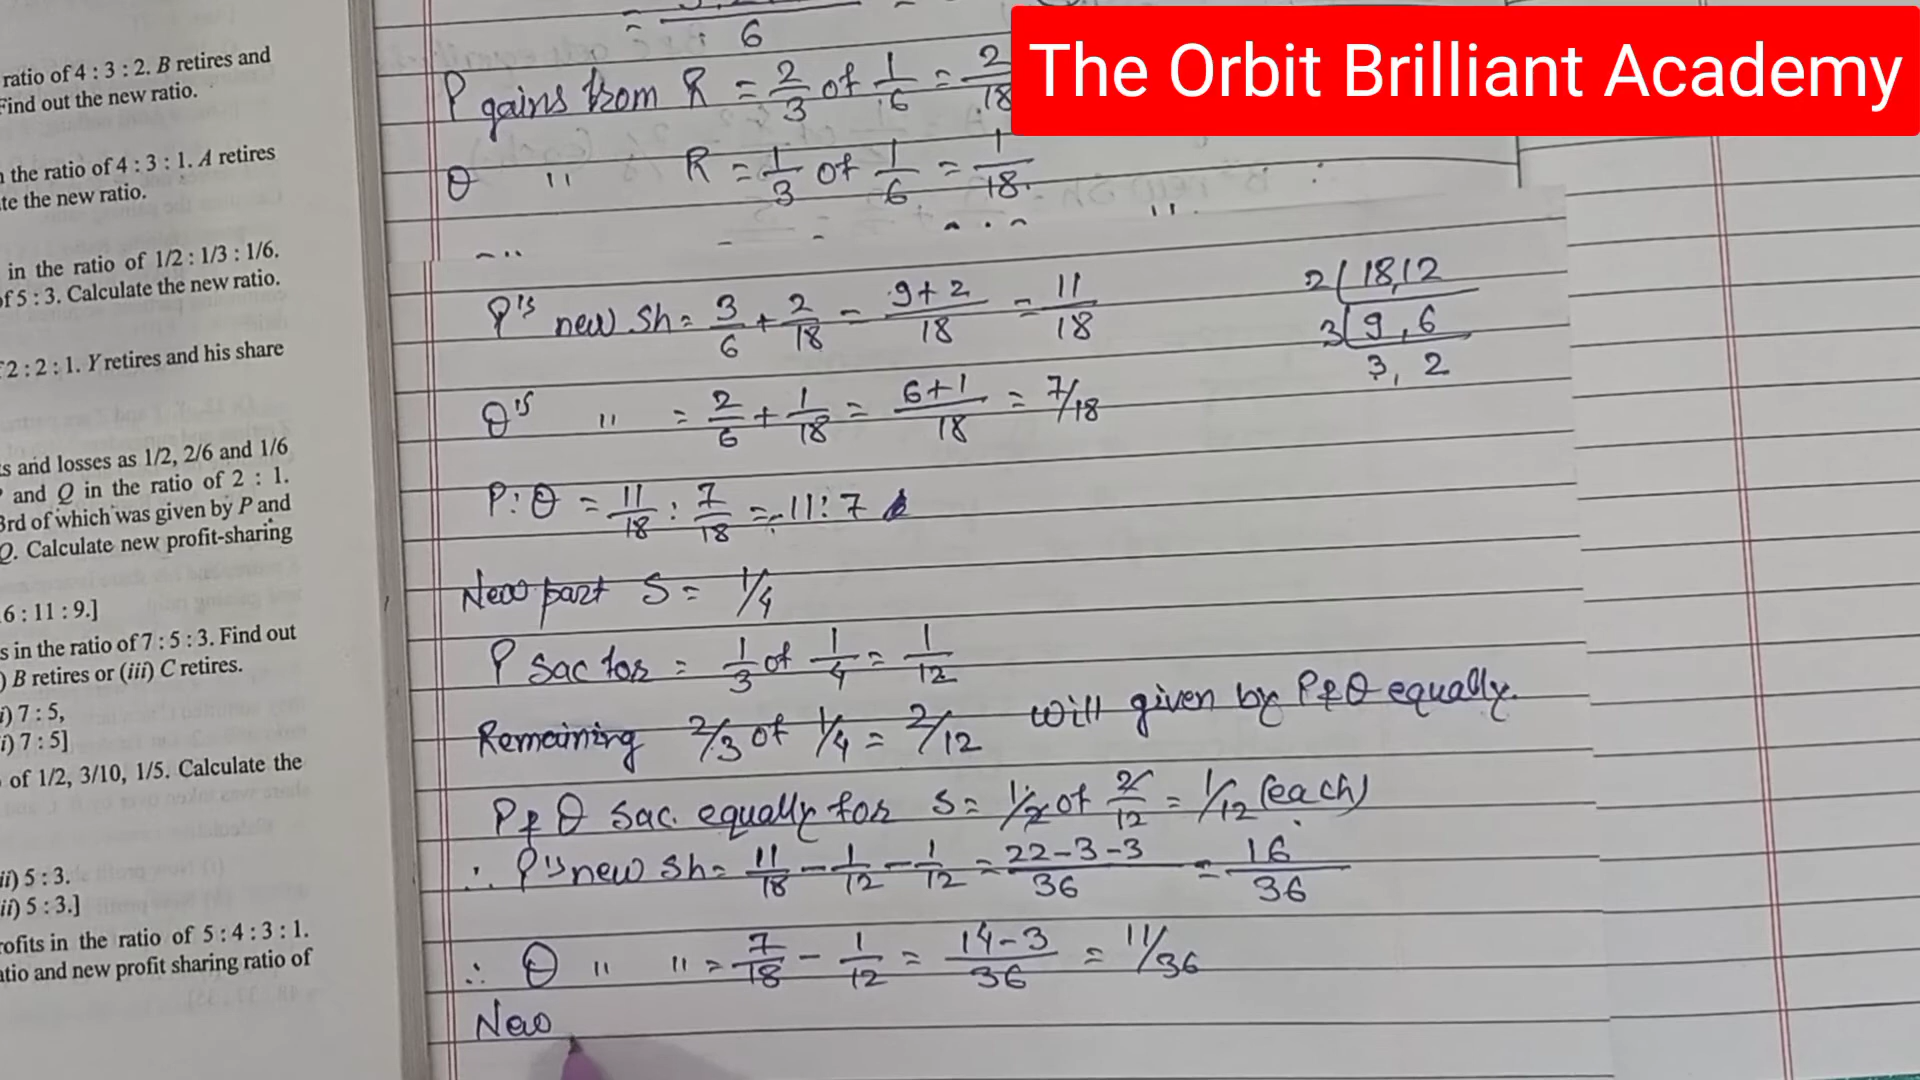 The Orbit Brilliant Academy
ratio of 4 : 3 : 2. B retires and
Find out the new ratio.
the ratio of 4 : 3 : 1. A retires
te the new ratio.
in the ratio of 1/2 : 1/3 : 1/6.
of 5 : 3. Calculate the new ratio.
2 : 2 : 1. Y retires and his share
s and losses as 1/2, 2/6 and 1/6
and Q in the ratio of 2 : 1.
3rd of which was given by P and
Q. Calculate new profit-sharing
6 : 11 : 9.]
s in the ratio of 7 : 5 : 3. Find out
) B retires or (iii) C retires.
i) 7 : 5,
i) 7 : 5]
of 1/2, 3/10, 1/5. Calculate the
ii) 5 : 3.
ii) 5 : 3.]
rofits in the ratio of 5 : 4 : 3 : 1.
atio and new profit sharing ratio of
6
P gains from R = 2/3 of 1/6 = 2/18
Q " R = 1/3 of 1/6 = 1/18.
P's new sh = 3/6 + 2/18 = 9+2/18 = 11/18
2 | 18,12
3 | 9, 6
3, 2
Q's " = 2/6 + 1/18 = 6+1/18 = 7/18
P : Q = 11/18 : 7/18 = 11 : 7
New part S = 1/4
P Sac for = 1/3 of 1/4 = 1/12
Remaining 2/3 of 1/4 = 2/12 will given by P & Q equally.
P & Q sac. equally for S = 1/2 of 2/12 = 1/12 (each)
∴ P's new sh = 11/18 - 1/12 - 1/12 = 22-3-3/36 = 16/36
∴ Q " " = 7/18 - 1/12 = 14-3/36 = 11/36
New